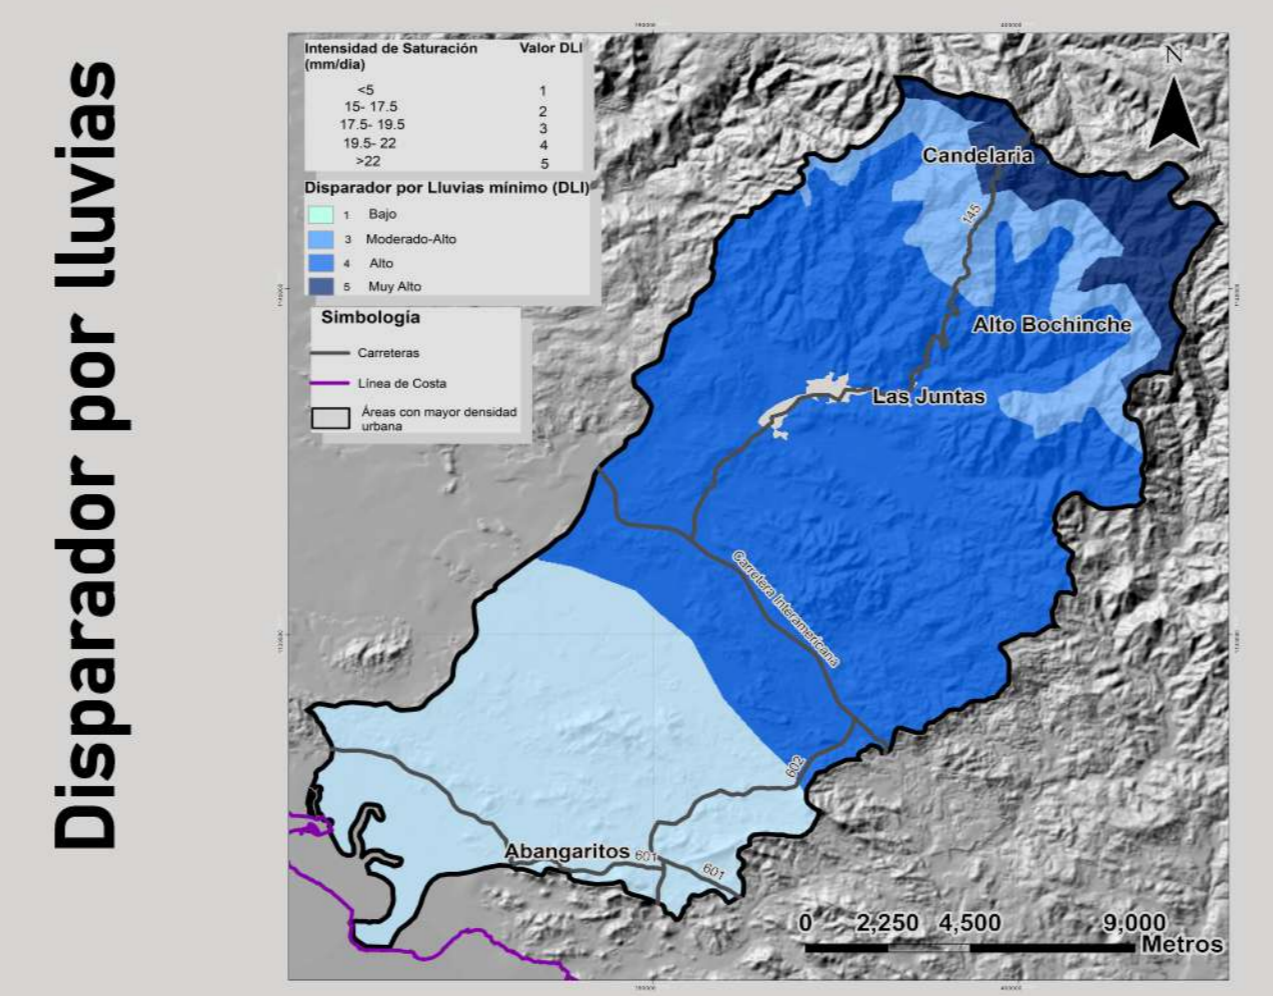 Disparador por lluvias
Intensidad de Saturación Valor DLI
(mm/dia)
<5 1
15- 17.5 2
17.5- 19.5 3
19.5- 22 4
>22 5
Disparador por Lluvias mínimo (DLI)
1 Bajo
3 Moderado-Alto
4 Alto
5 Muy Alto
Simbología
Carreteras
Línea de Costa
Áreas con mayor densidad
urbana
N
Candelaria
145
Alto Bochinche
Las Juntas
Carretera Interamericana
602
Abangaritos 601
601
0 2,250 4,500 9,000
Metros